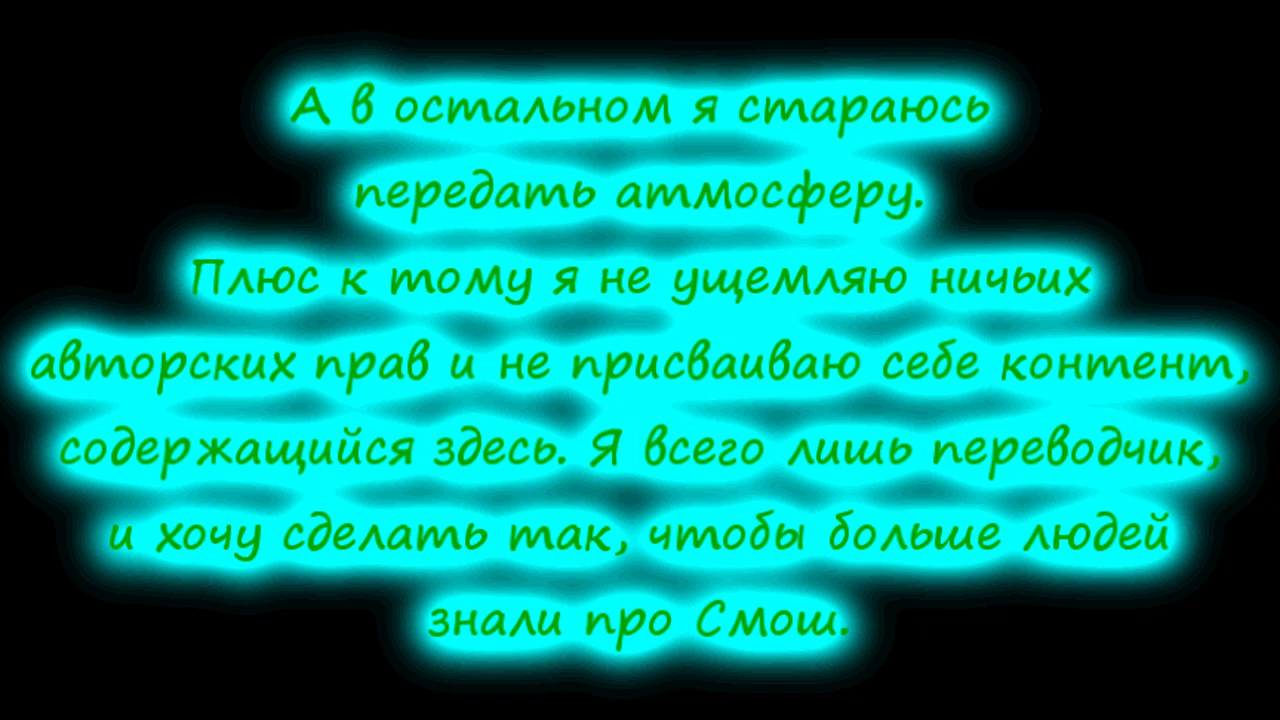 А в остальном я стараюсь
передать атмосферу.
Плюс к тому я не ущемляю ничьих
авторских прав и не присваиваю себе контент,
содержащийся здесь. Я всего лишь переводчик,
и хочу сделать так, чтобы больше людей
знали про Смош.